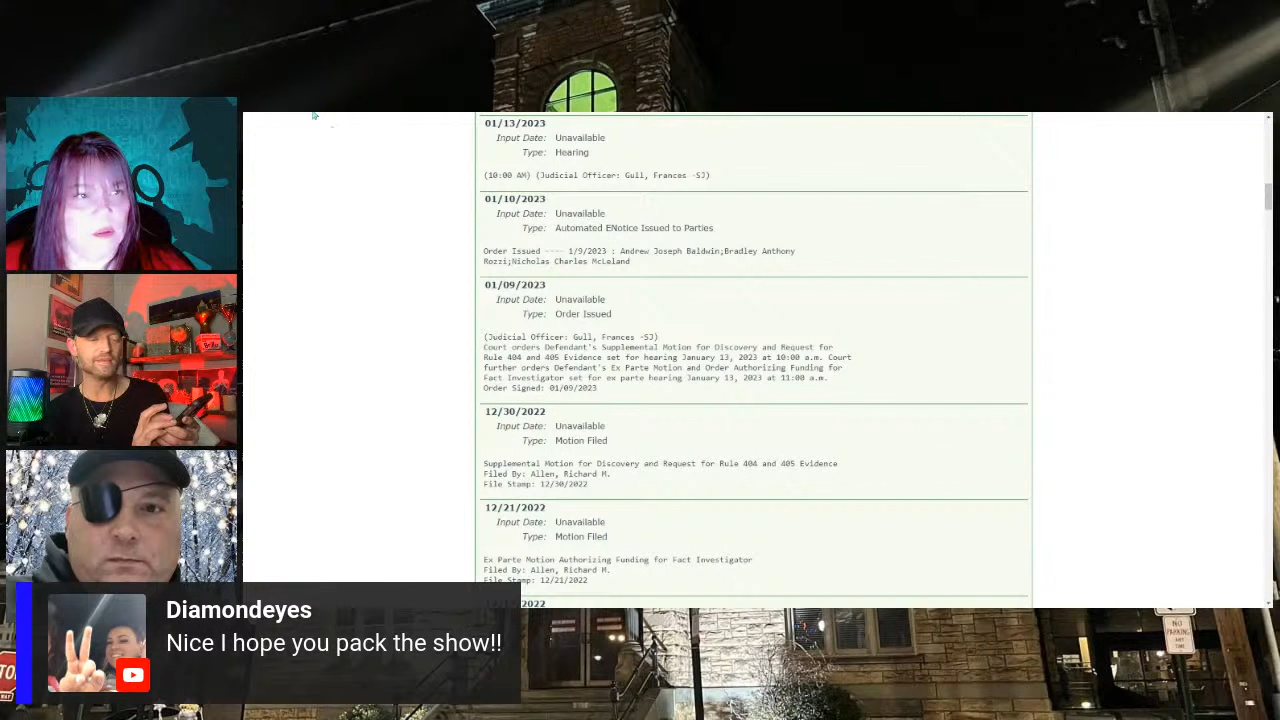 01/13/2023
Input Date: Unavailable
Type: Hearing
(10:00 AM) (Judicial Officer: Gull, Frances -SJ)
01/10/2023
Input Date: Unavailable
Type: Automated ENotice Issued to Parties
Order Issued ---- 1/9/2023 : Andrew Joseph Baldwin;Bradley Anthony
Rozzi;Nicholas Charles McLeland
01/09/2023
Input Date: Unavailable
Type: Order Issued
(Judicial Officer: Gull, Frances -SJ)
Court orders Defendant's Supplemental Motion for Discovery and Request for
Rule 404 and 405 Evidence set for hearing January 13, 2023 at 10:00 a.m. Court
further orders Defendant's Ex Parte Motion and Order Authorizing Funding for
Fact Investigator set for ex parte hearing January 13, 2023 at 11:00 a.m.
Order Signed: 01/09/2023
12/30/2022
Input Date: Unavailable
Type: Motion Filed
Supplemental Motion for Discovery and Request for Rule 404 and 405 Evidence
Filed By: Allen, Richard M.
File Stamp: 12/30/2022
12/21/2022
Input Date: Unavailable
Type: Motion Filed
Ex Parte Motion Authorizing Funding for Fact Investigator
Filed By: Allen, Richard M.
File Stamp: 12/21/2022
Diamondeyes
Nice I hope you pack the show!!
NO
PARKING
ANY
TIME